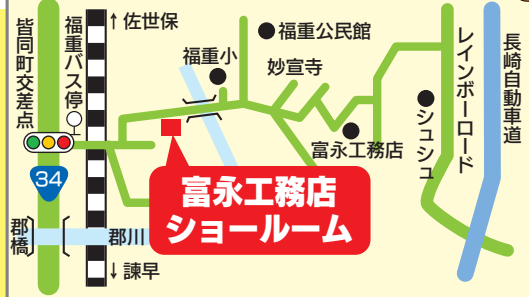 皆同町交差点
福重バス停
↑佐世保
福重公民館
福重小
妙宣寺
レインボーロード
長崎自動車道
シュシュ
富永工務店
34
富永工務店
ショールーム
郡橋
郡川
↓諫早